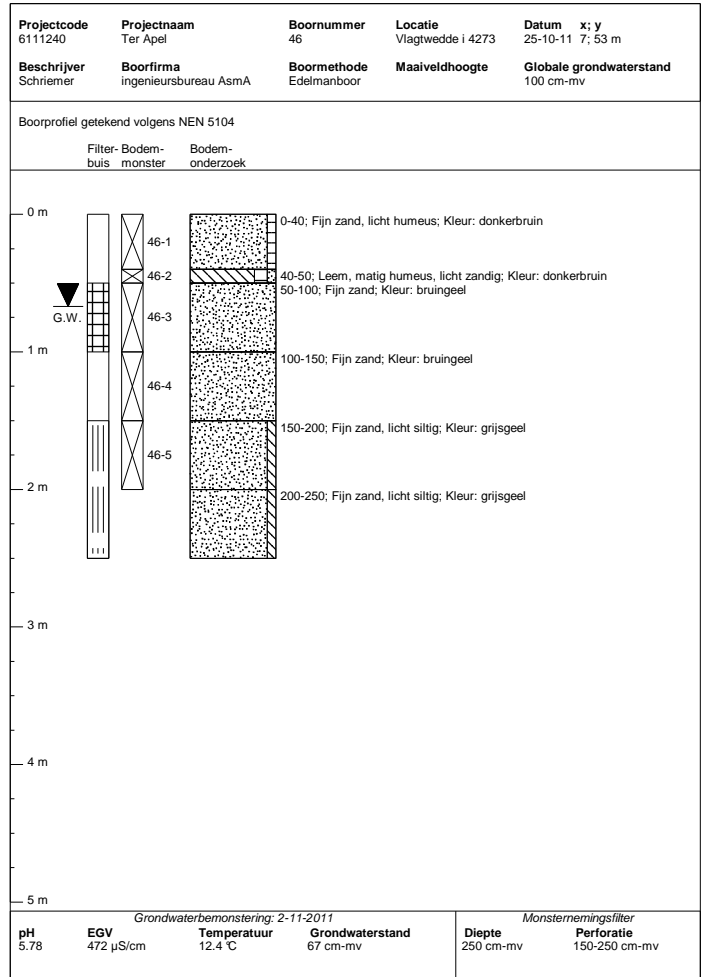 Projectcode Projectnaam Boornummer Locatie Datum x; y
6111240 Ter Apel 46 Vlagtwedde i 4273 25-10-11 7; 53 m
Beschrijver Boorfirma Boormethode Maaiveldhoogte Globale grondwaterstand
Schriemer ingenieursbureau AsmA Edelmanboor 100 cm-mv
Boorprofiel getekend volgens NEN 5104
Filter- Bodem- Bodem-
buis monster onderzoek
0 m
0-40; Fijn zand, licht humeus; Kleur: donkerbruin
46-1
46-2 40-50; Leem, matig humeus, licht zandig; Kleur: donkerbruin
50-100; Fijn zand; Kleur: bruingeel
G.W. 46-3
1 m
100-150; Fijn zand; Kleur: bruingeel
46-4
150-200; Fijn zand, licht siltig; Kleur: grijsgeel
46-5
2 m
200-250; Fijn zand, licht siltig; Kleur: grijsgeel
3 m
4 m
5 m
Grondwaterbemonstering: 2-11-2011 Monsternemingsfilter
pH EGV Temperatuur Grondwaterstand Diepte Perforatie
5.78 472 µS/cm 12.4 °C 67 cm-mv 250 cm-mv 150-250 cm-mv